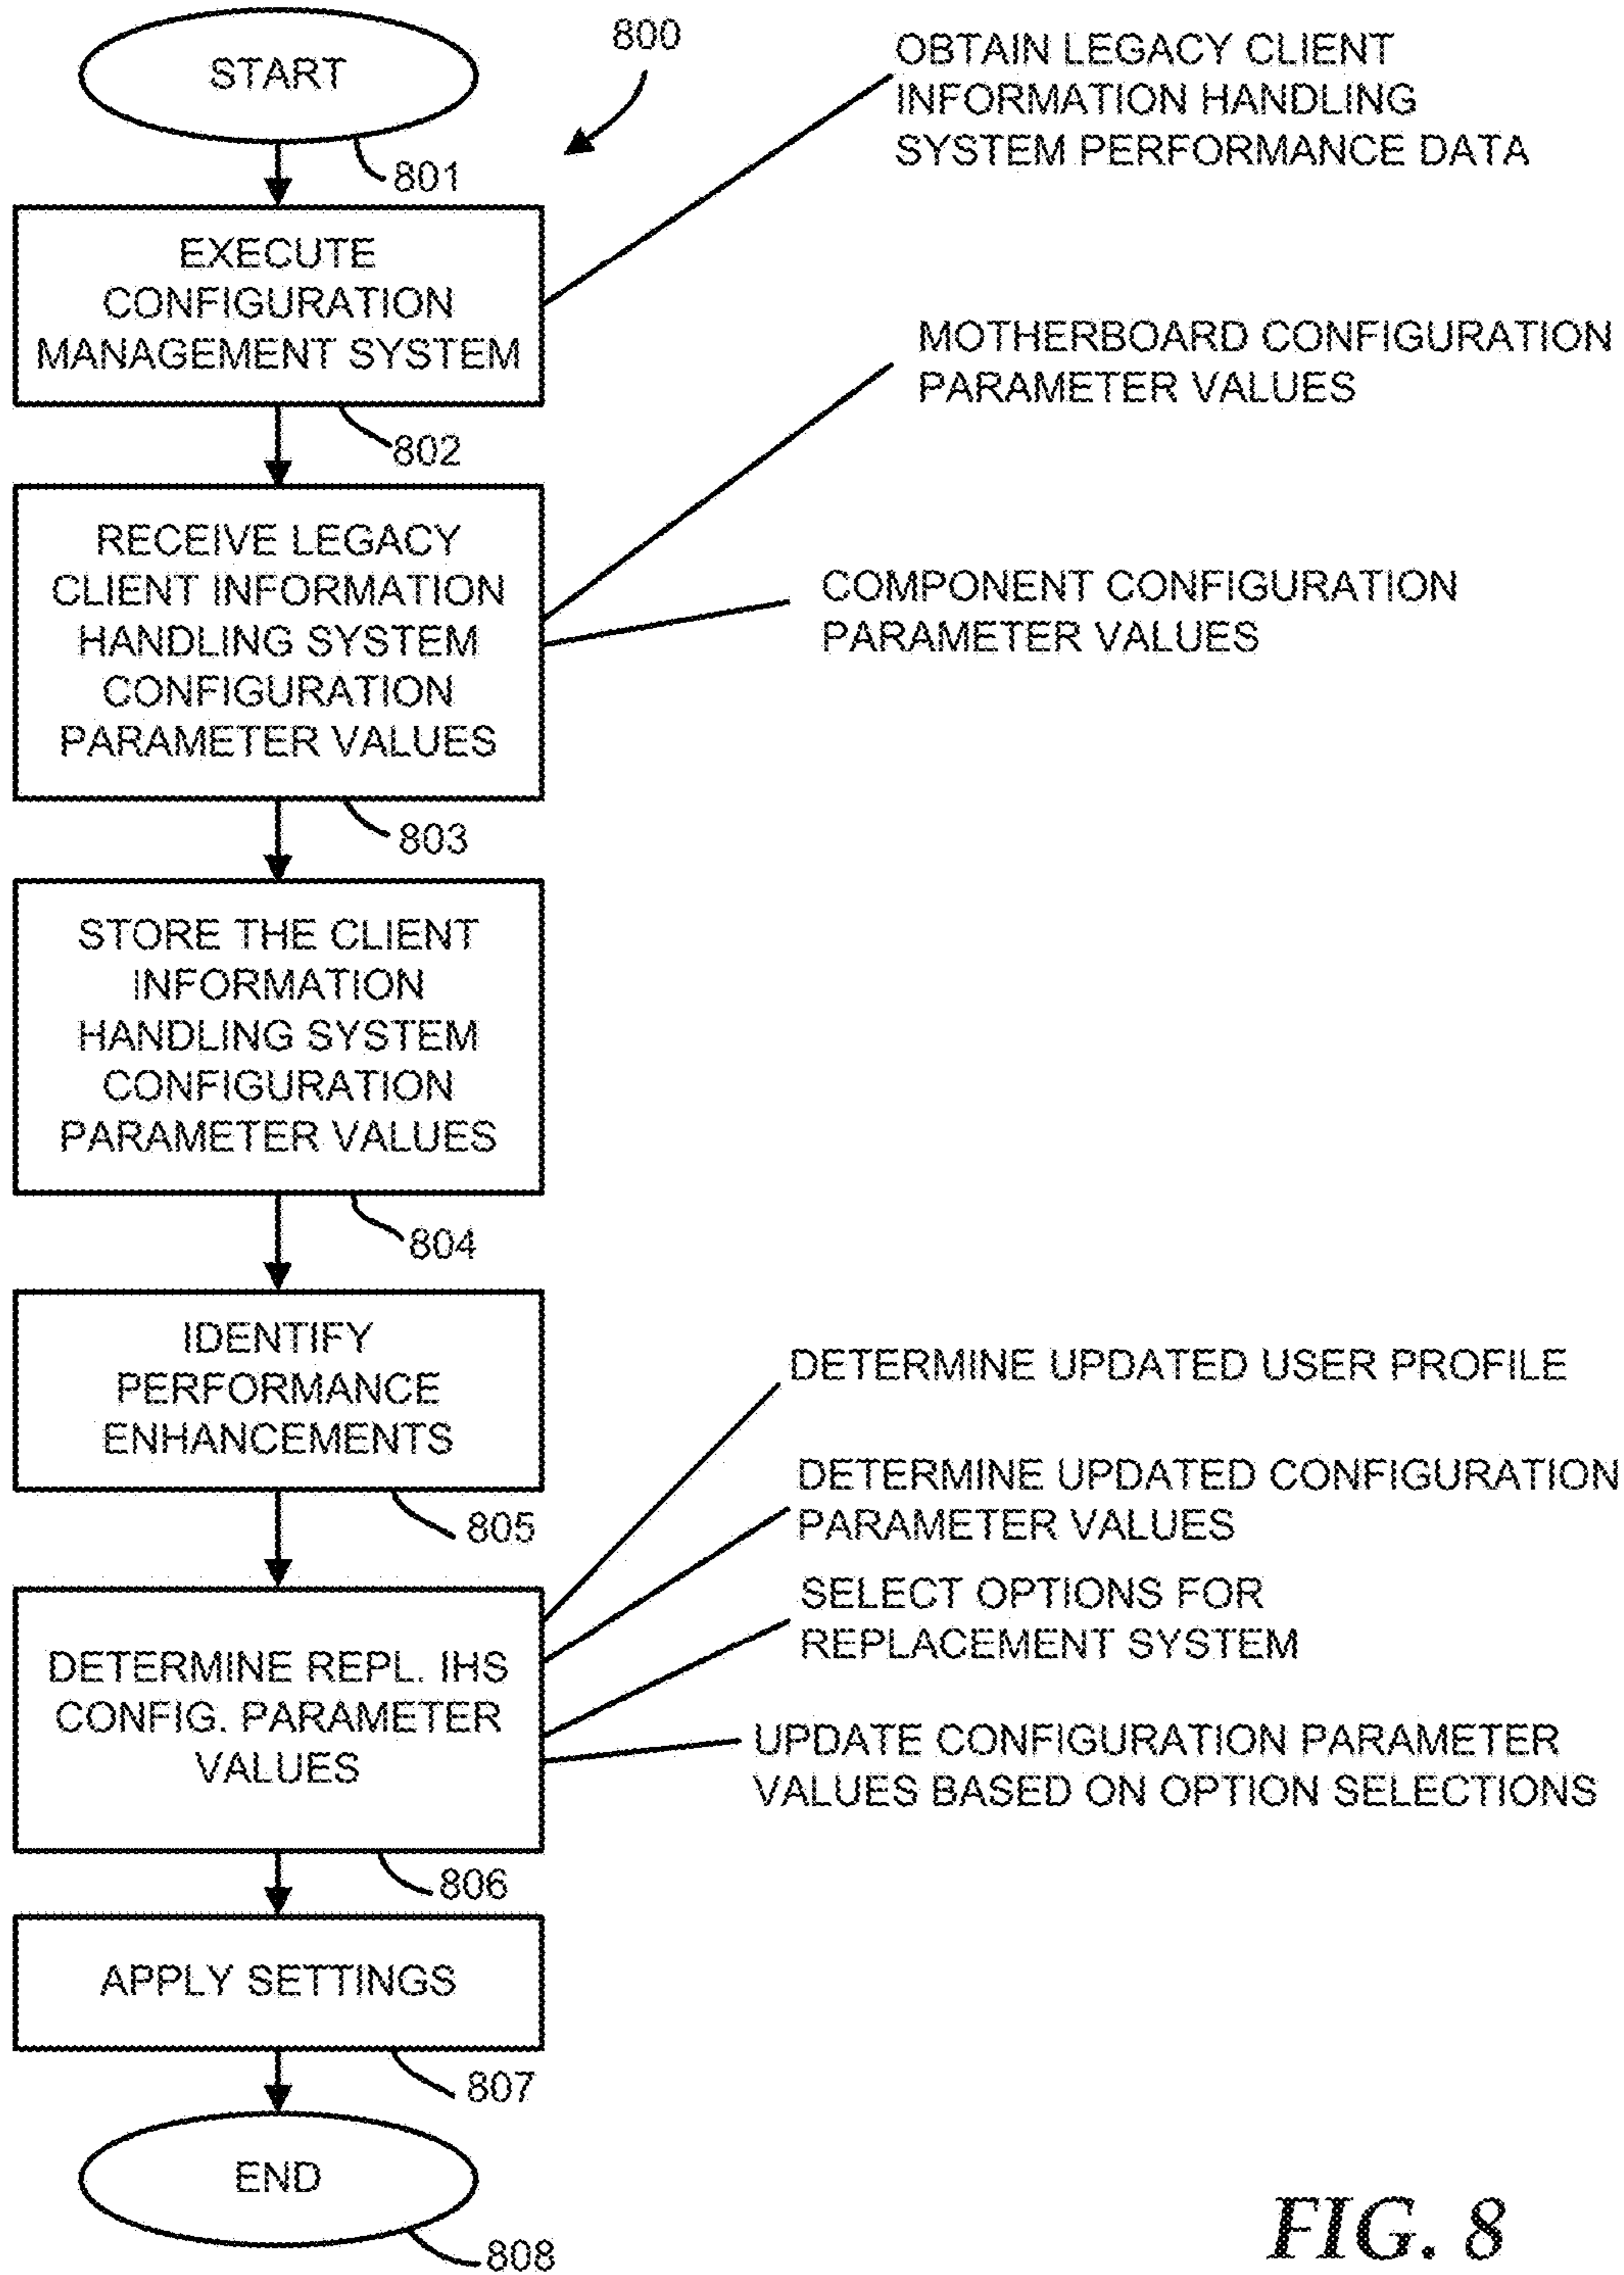 START
801
800
OBTAIN LEGACY CLIENT
INFORMATION HANDLING
SYSTEM PERFORMANCE DATA
EXECUTE
CONFIGURATION
MANAGEMENT SYSTEM
802
MOTHERBOARD CONFIGURATION
PARAMETER VALUES
RECEIVE LEGACY
CLIENT INFORMATION
HANDLING SYSTEM
CONFIGURATION
PARAMETER VALUES
803
COMPONENT CONFIGURATION
PARAMETER VALUES
STORE THE CLIENT
INFORMATION
HANDLING SYSTEM
CONFIGURATION
PARAMETER VALUES
804
IDENTIFY
PERFORMANCE
ENHANCEMENTS
805
DETERMINE UPDATED USER PROFILE
DETERMINE UPDATED CONFIGURATION
PARAMETER VALUES
SELECT OPTIONS FOR
REPLACEMENT SYSTEM
UPDATE CONFIGURATION PARAMETER
VALUES BASED ON OPTION SELECTIONS
DETERMINE REPL. IHS
CONFIG. PARAMETER
VALUES
806
APPLY SETTINGS
807
END
808
FIG. 8